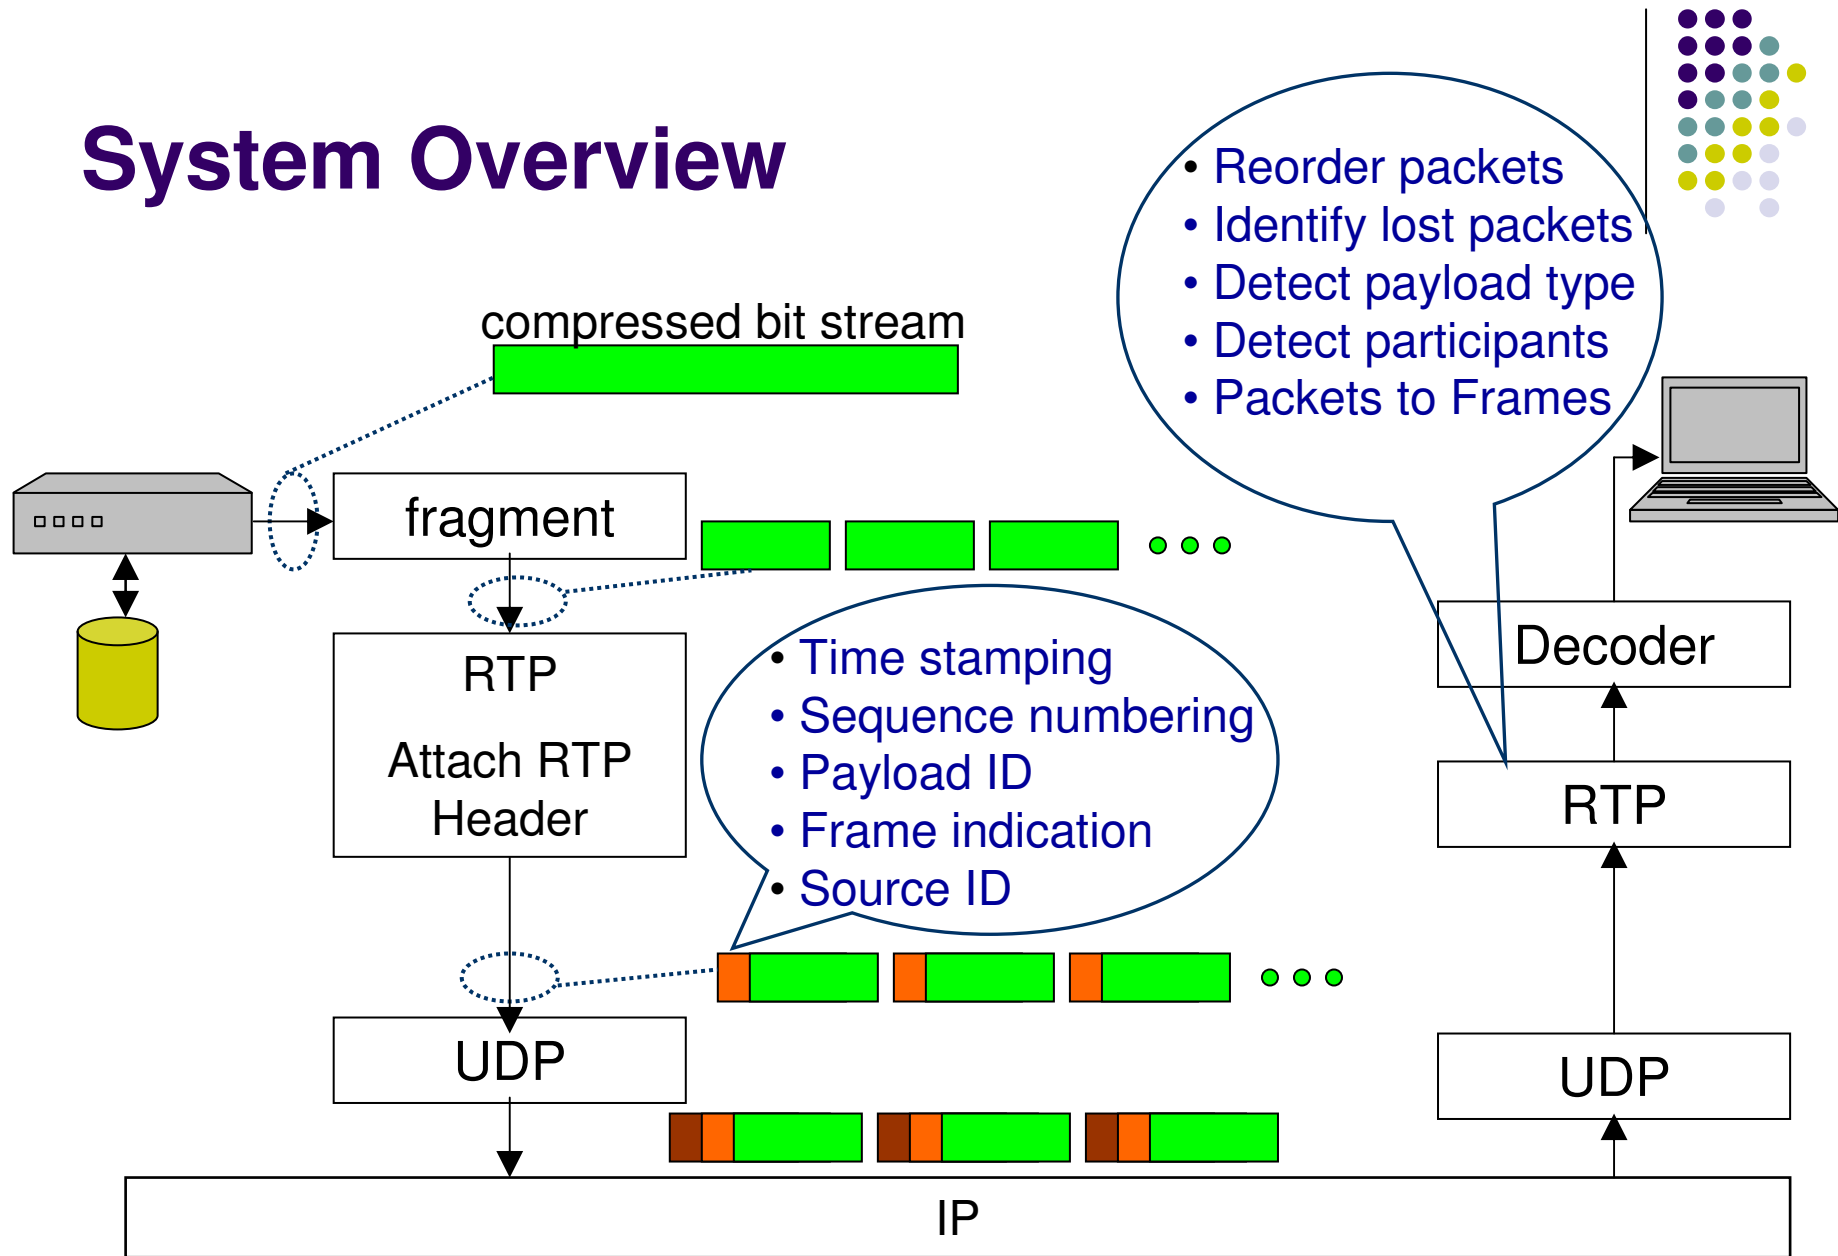 System Overview
• Reorder packets
• Identify lost packets
• Detect payload type
• Detect participants
• Packets to Frames
compressed bit stream
fragment
RTP
Attach RTP
Header
• Time stamping
• Sequence numbering
• Payload ID
• Frame indication
• Source ID
Decoder
RTP
UDP
UDP
IP